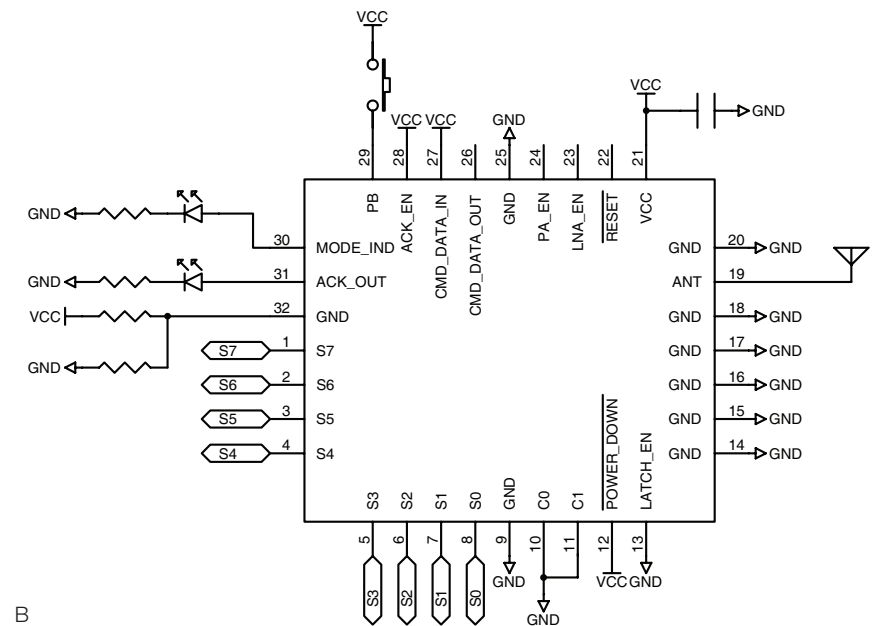 VCC
VCC
VCC
GND
VCC
GND
29
28
27
26
25
24
23
22
21
PB
ACK_EN
CMD_DATA_IN
CMD_DATA_OUT
GND
PA_EN
LNA_EN
RESET
VCC
GND
30
MODE_IND
GND
20
GND
GND
31
ACK_OUT
ANT
19
VCC
32
GND
GND
18
GND
S7
1
S7
GND
17
GND
GND
S6
2
S6
GND
16
GND
S5
3
S5
GND
15
GND
S4
4
S4
GND
14
GND
S3
S2
S1
S0
GND
C0
C1
POWER_DOWN
LATCH_EN
5
6
7
8
9
10
11
12
13
S3
S2
S1
S0
GND
GND
VCC
GND
B